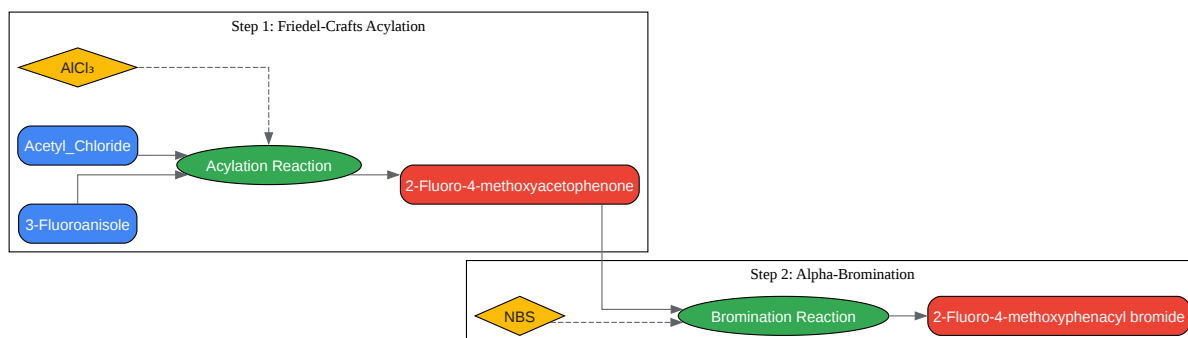 Step 1: Friedel-Crafts Acylation
AlCl₃
Acetyl_Chloride
Acylation Reaction
2-Fluoro-4-methoxyacetophenone
3-Fluoroanisole
Step 2: Alpha-Bromination
NBS
Bromination Reaction
2-Fluoro-4-methoxyphenacyl bromide